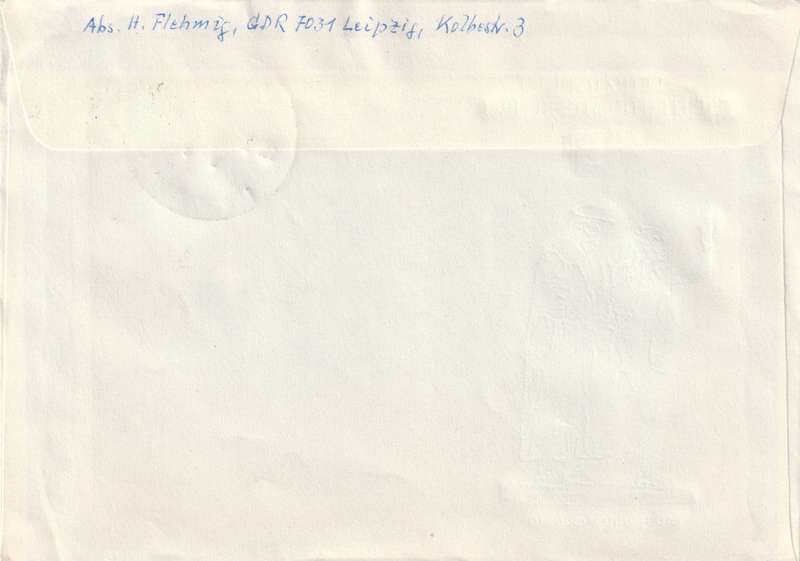 Abs. H. Flehmig, GDR 7031 Leipzig, Kolbestr. 3